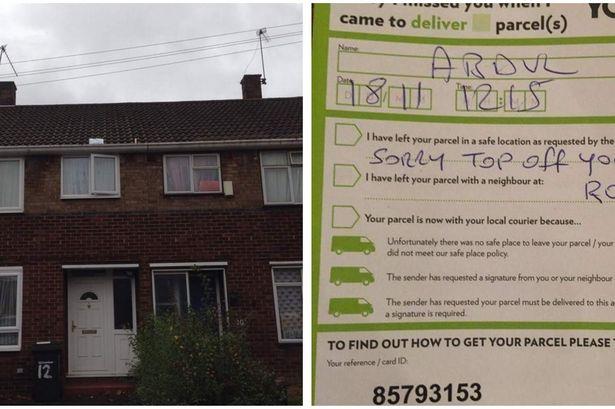 12
missed you when I
came to deliver parcel(s)
Name:
ABDUL
Date:
18 11
Time:
12:15
I have left your parcel in a safe location as requested by the
SORRY TOP OFF YO
RO
I have left your parcel with a neighbour at:
Your parcel is now with your local courier because...
Unfortunately there was no safe place to leave your parcel / your
did not meet our safe place policy.
The sender has requested a signature from you or your neighbour
The sender has requested your parcel must be delivered to this a
a signature is required.
TO FIND OUT HOW TO GET YOUR PARCEL PLEASE
Your reference / card ID:
85793153